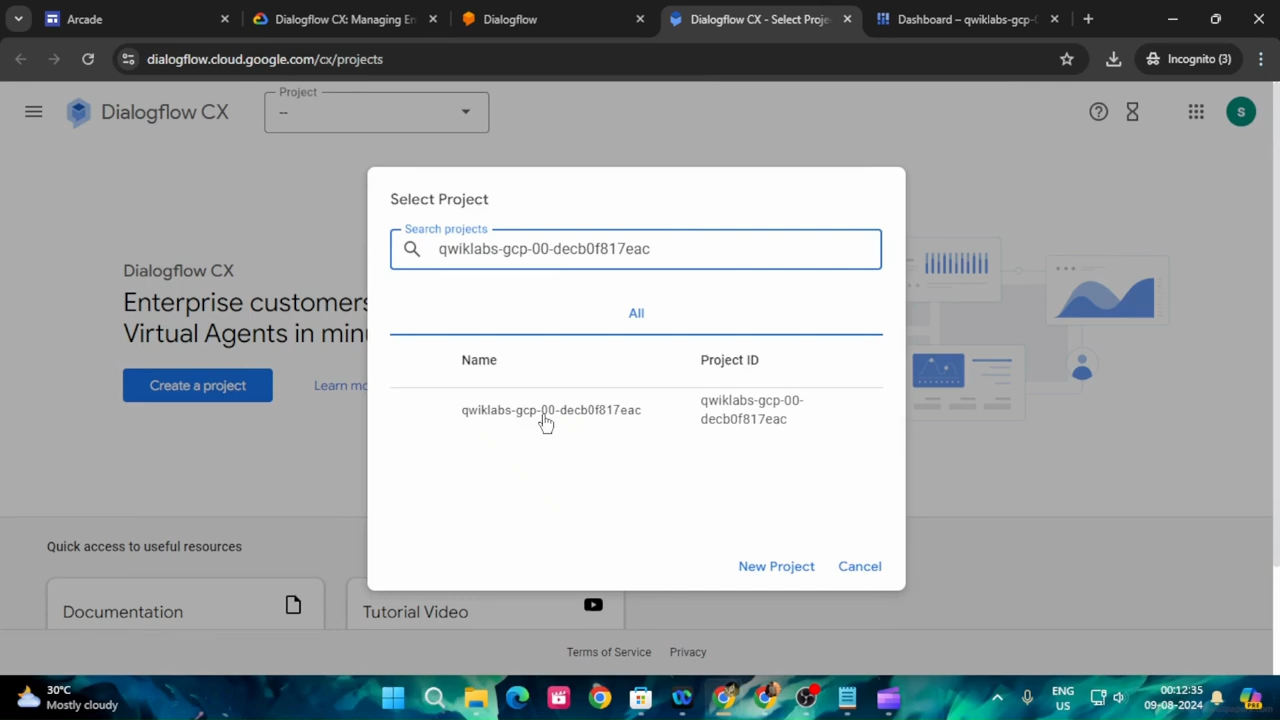 Arcade
Dialogflow CX: Managing En
Dialogflow
Dialogflow CX - Select Proje
Dashboard – qwiklabs-gcp-0
dialogflow.cloud.google.com/cx/projects
Incognito (3)
Dialogflow CX
Project
--
S
Select Project
Search projects
qwiklabs-gcp-00-decb0f817eac
All
Name
Project ID
qwiklabs-gcp-00-decb0f817eac
qwiklabs-gcp-00-
decb0f817eac
New Project
Cancel
Dialogflow CX
Enterprise customers
Virtual Agents in minu
Create a project
Learn mo
Quick access to useful resources
Documentation
Tutorial Video
Terms of Service
Privacy
30°C
Mostly cloudy
ENG
US
00:12:35
09-08-2024
PRE